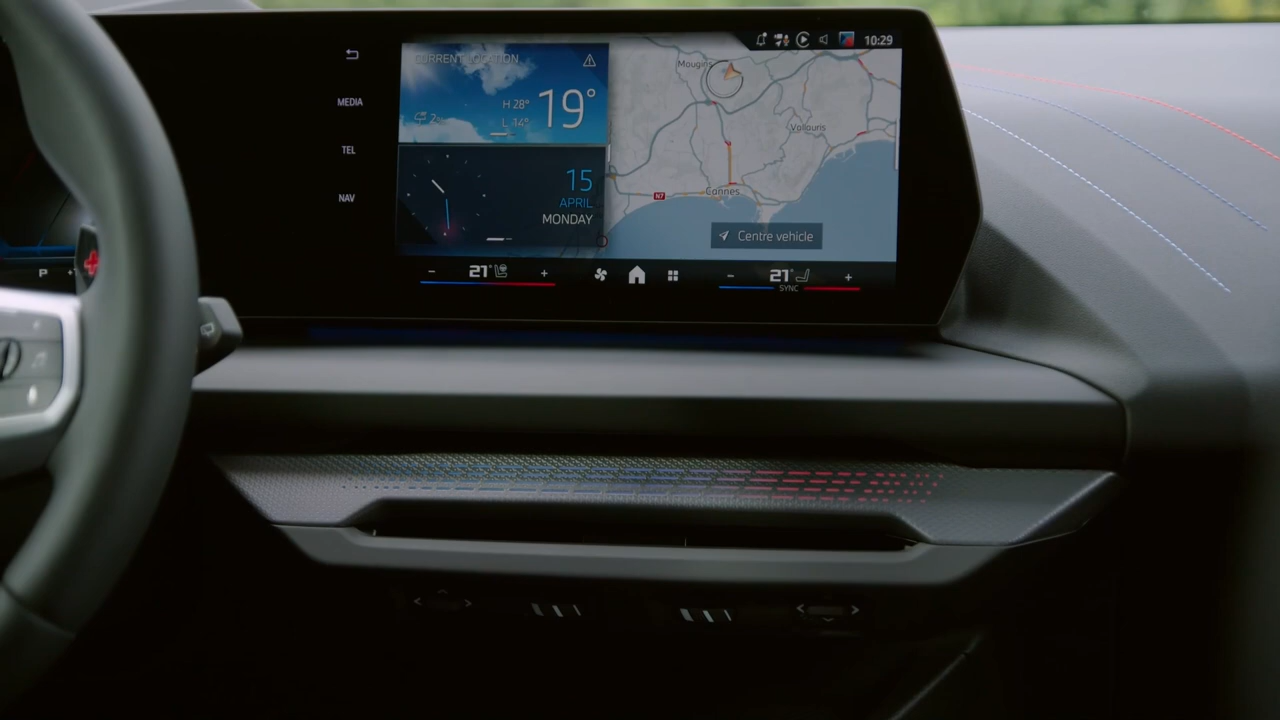 10:29
CURRENT LOCATION
H 28°
L 14°
19°
MEDIA
TEL
NAV
15
APRIL
MONDAY
Mougins
Vallauris
N7
Cannes
Centre vehicle
P
- 21° +
- 21° +
SYNC